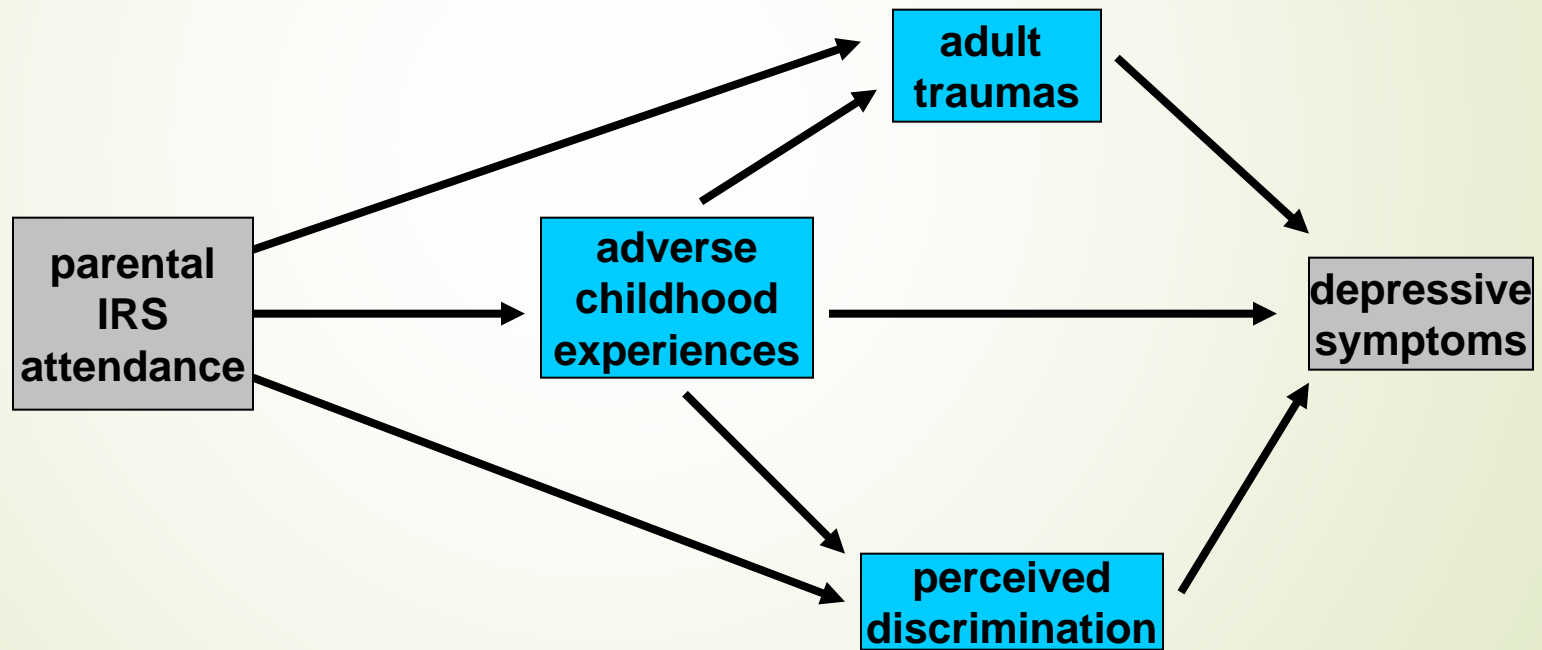 adult
traumas
parental
IRS
attendance
adverse
childhood
experiences
depressive
symptoms
perceived
discrimination